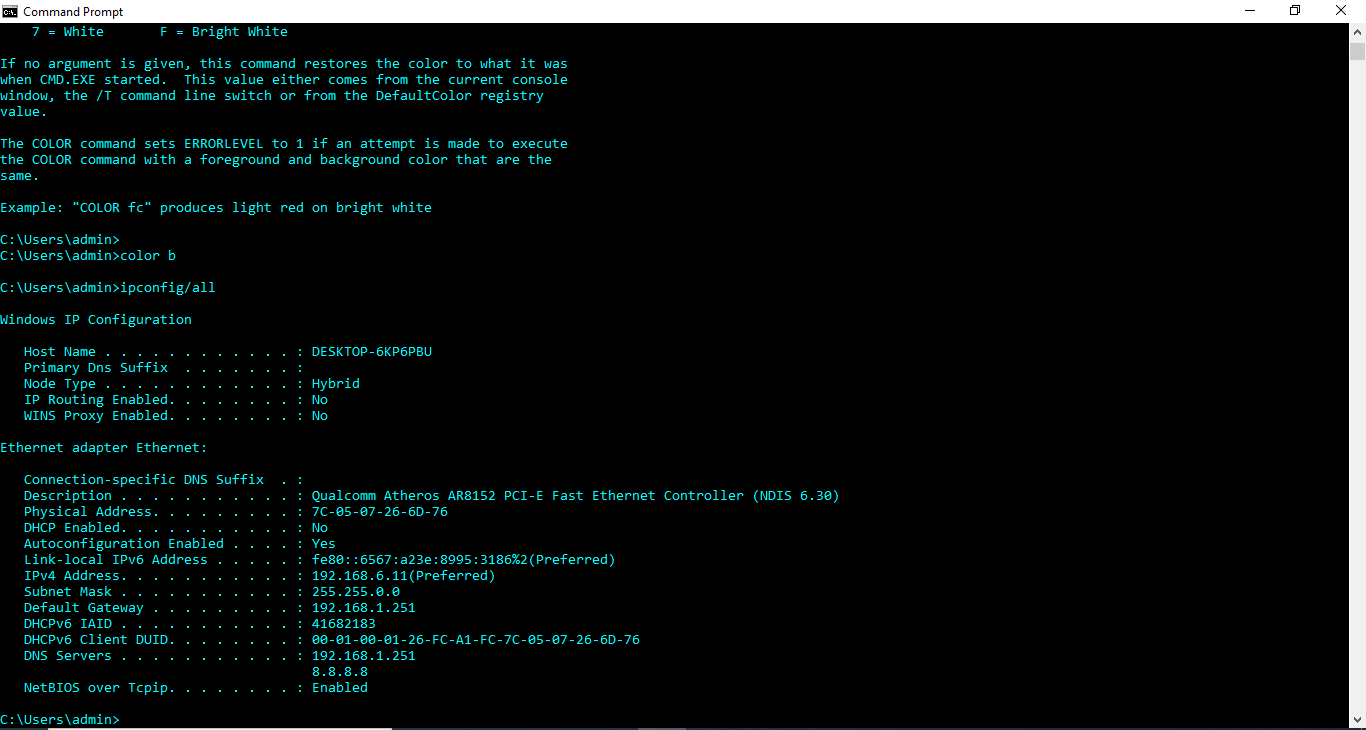 Command Prompt
7 = White       F = Bright White
If no argument is given, this command restores the color to what it was
when CMD.EXE started.  This value either comes from the current console
window, the /T command line switch or from the DefaultColor registry
value.
The COLOR command sets ERRORLEVEL to 1 if an attempt is made to execute
the COLOR command with a foreground and background color that are the
same.
Example: "COLOR fc" produces light red on bright white
C:\Users\admin>
C:\Users\admin>color b
C:\Users\admin>ipconfig/all
Windows IP Configuration
Host Name . . . . . . . . . . . . : DESKTOP-6KP6PBU
Primary Dns Suffix  . . . . . . . :
Node Type . . . . . . . . . . . . : Hybrid
IP Routing Enabled. . . . . . . . : No
WINS Proxy Enabled. . . . . . . . : No
Ethernet adapter Ethernet:
Connection-specific DNS Suffix  . :
Description . . . . . . . . . . . : Qualcomm Atheros AR8152 PCI-E Fast Ethernet Controller (NDIS 6.30)
Physical Address. . . . . . . . . : 7C-05-07-26-6D-76
DHCP Enabled. . . . . . . . . . . : No
Autoconfiguration Enabled . . . . : Yes
Link-local IPv6 Address . . . . . : fe80::6567:a23e:8995:3186%2(Preferred)
IPv4 Address. . . . . . . . . . . : 192.168.6.11(Preferred)
Subnet Mask . . . . . . . . . . . : 255.255.0.0
Default Gateway . . . . . . . . . : 192.168.1.251
DHCPv6 IAID . . . . . . . . . . . : 41682183
DHCPv6 Client DUID. . . . . . . . : 00-01-00-01-26-FC-A1-FC-7C-05-07-26-6D-76
DNS Servers . . . . . . . . . . . : 192.168.1.251
8.8.8.8
NetBIOS over Tcpip. . . . . . . . : Enabled
C:\Users\admin>